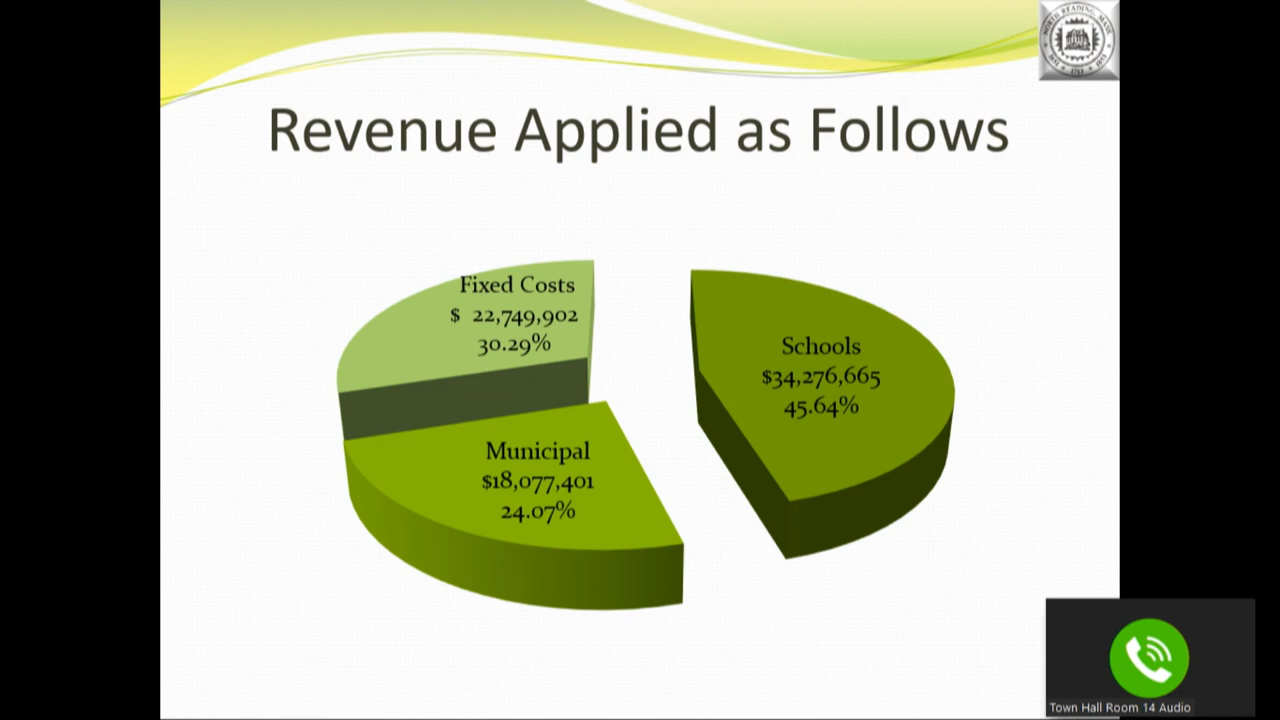 Revenue Applied as Follows
Fixed Costs
$ 22,749,902
30.29%
Schools
$34,276,665
45.64%
Municipal
$18,077,401
24.07%
Town Hall Room 14 Audio